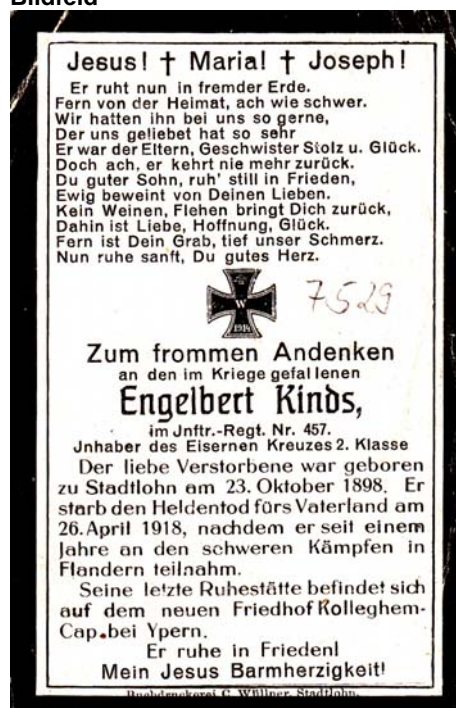 Bildfeld
Jesus! † Maria! † Joseph!
Er ruht nun in fremder Erde.
Fern von der Heimat, ach wie schwer.
Wir hatten ihn bei uns so gerne,
Der uns geliebet hat so sehr
Er war der Eltern, Geschwister Stolz u. Glück.
Doch ach, er kehrt nie mehr zurück.
Du guter Sohn, ruh' still in Frieden,
Ewig beweint von Deinen Lieben.
Kein Weinen, Flehen bringt Dich zurück,
Dahin ist Liebe, Hoffnung, Glück.
Fern ist Dein Grab, tief unser Schmerz.
Nun ruhe sanft, Du gutes Herz.
W
1914
7529
Zum frommen Andenken
an den im Kriege gefallenen
Engelbert Kinds,
im Jnftr.-Regt. Nr. 457.
Jnhaber des Eisernen Kreuzes 2. Klasse
Der liebe Verstorbene war geboren
zu Stadtlohn am 23. Oktober 1898. Er
starb den Heldentod fürs Vaterland am
26. April 1918, nachdem er seit einem
Jahre an den schweren Kämpfen in
Flandern teilnahm.
Seine letzte Ruhestätte befindet sich
auf dem neuen Friedhof Kolleghem-
Cap. bei Ypern.
Er ruhe in Frieden!
Mein Jesus Barmherzigkeit!
Buchdruckerei C. Wüllner, Stadtlohn.